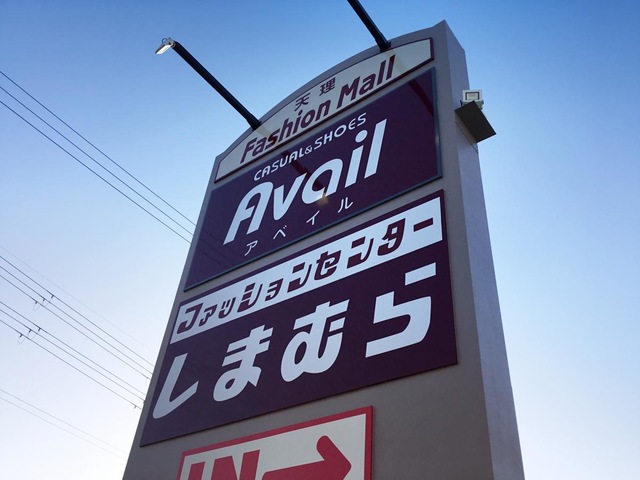 天理
Fashion Mall
CASUAL&SHOES
Avail
アベイル
ファッションセンター
しまむら
IN